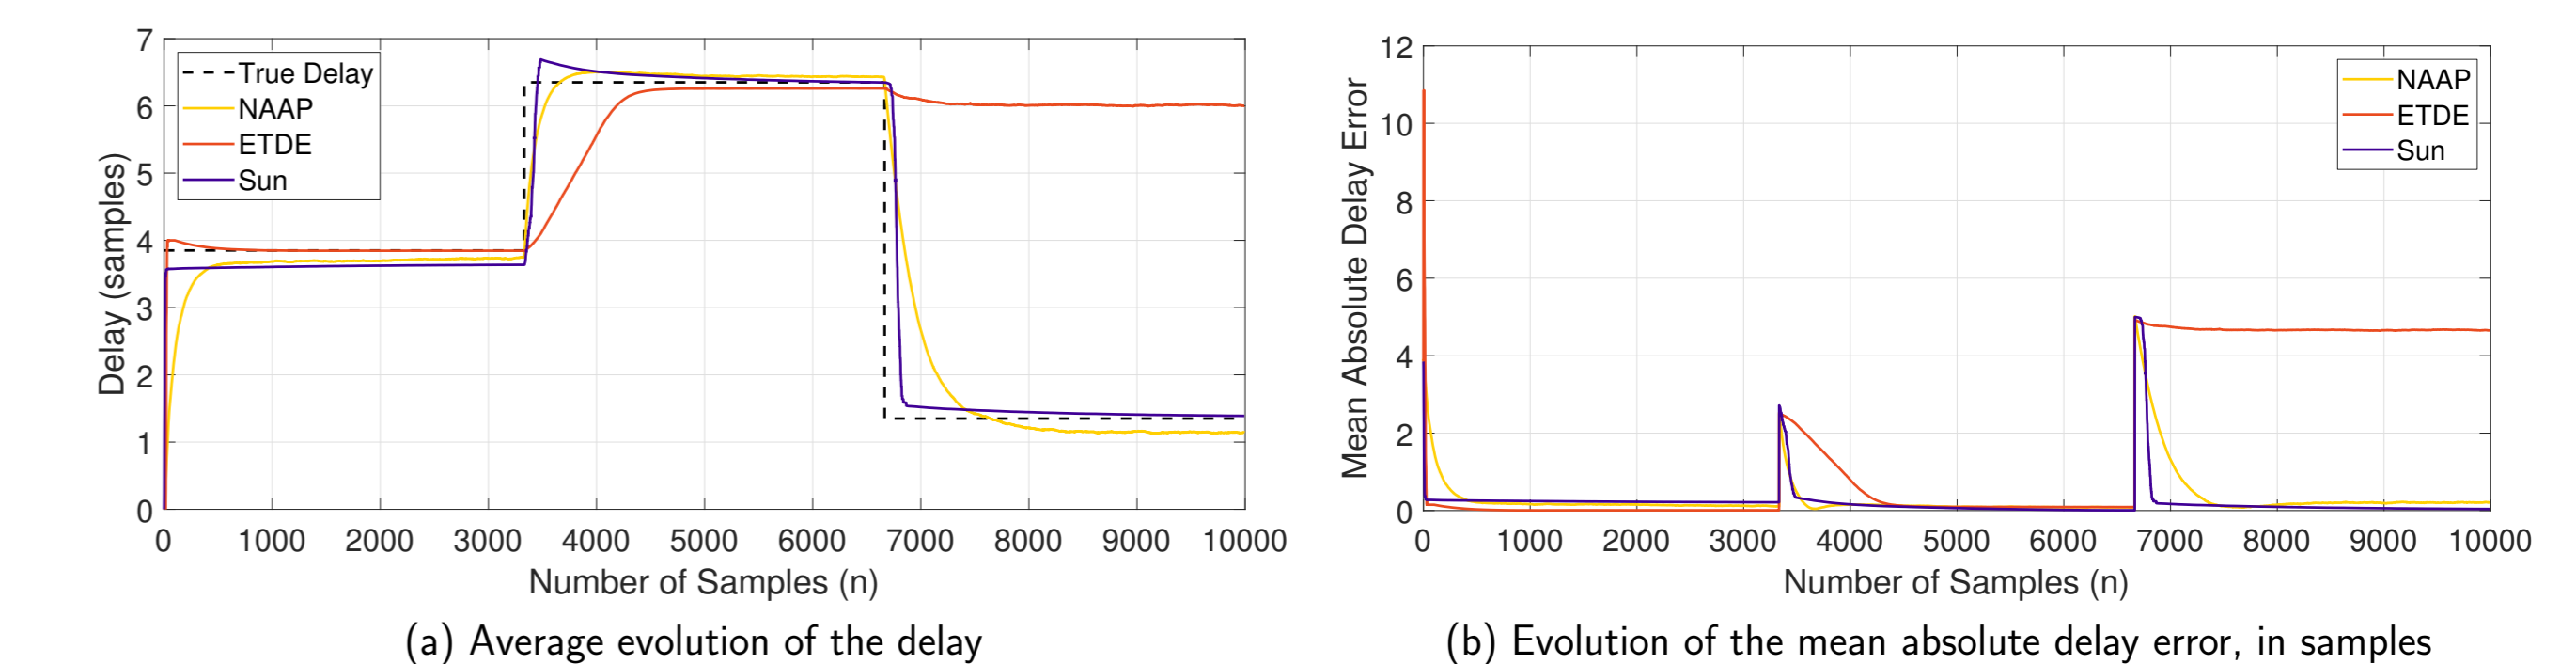 7
6
5
4
3
2
1
0
Delay (samples)
True Delay
NAAP
ETDE
Sun
0 1000 2000 3000 4000 5000 6000 7000 8000 9000 10000
Number of Samples (n)
(a) Average evolution of the delay
12
10
8
6
4
2
0
Mean Absolute Delay Error
NAAP
ETDE
Sun
0 1000 2000 3000 4000 5000 6000 7000 8000 9000 10000
Number of Samples (n)
(b) Evolution of the mean absolute delay error, in samples